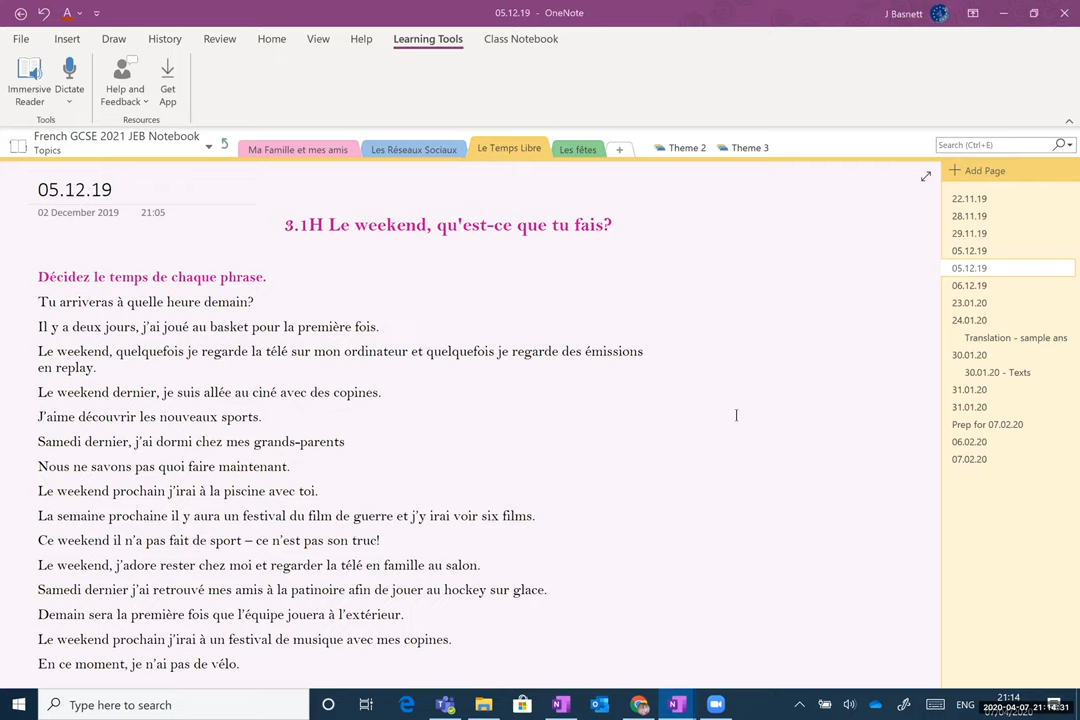 05.12.19 - OneNote
J Basnett
File Insert Draw History Review Home View Help Learning Tools Class Notebook
Immersive Reader
Dictate
Help and Feedback
Get App
Tools
Resources
French GCSE 2021 JEB Notebook
Topics
Ma Famille et mes amis
Les Réseaux Sociaux
Le Temps Libre
Les fêtes
Theme 2
Theme 3
Search (Ctrl+E)
05.12.19
02 December 2019 21:05
3.1H Le weekend, qu'est-ce que tu fais?
Décidez le temps de chaque phrase.
Tu arriveras à quelle heure demain?
Il y a deux jours, j'ai joué au basket pour la première fois.
Le weekend, quelquefois je regarde la télé sur mon ordinateur et quelquefois je regarde des émissions
en replay.
Le weekend dernier, je suis allée au ciné avec des copines.
J'aime découvrir les nouveaux sports.
Samedi dernier, j'ai dormi chez mes grands-parents
Nous ne savons pas quoi faire maintenant.
Le weekend prochain j'irai à la piscine avec toi.
La semaine prochaine il y aura un festival du film de guerre et j'y irai voir six films.
Ce weekend il n'a pas fait de sport – ce n'est pas son truc!
Le weekend, j'adore rester chez moi et regarder la télé en famille au salon.
Samedi dernier j'ai retrouvé mes amis à la patinoire afin de jouer au hockey sur glace.
Demain sera la première fois que l'équipe jouera à l'extérieur.
Le weekend prochain j'irai à un festival de musique avec mes copines.
En ce moment, je n'ai pas de vélo.
Add Page
22.11.19
28.11.19
29.11.19
05.12.19
05.12.19
06.12.19
23.01.20
24.01.20
Translation - sample ans
30.01.20
30.01.20 - Texts
31.01.20
31.01.20
Prep for 07.02.20
06.02.20
07.02.20
Type here to search
ENG
21:14
2020-04-07 21:14:31